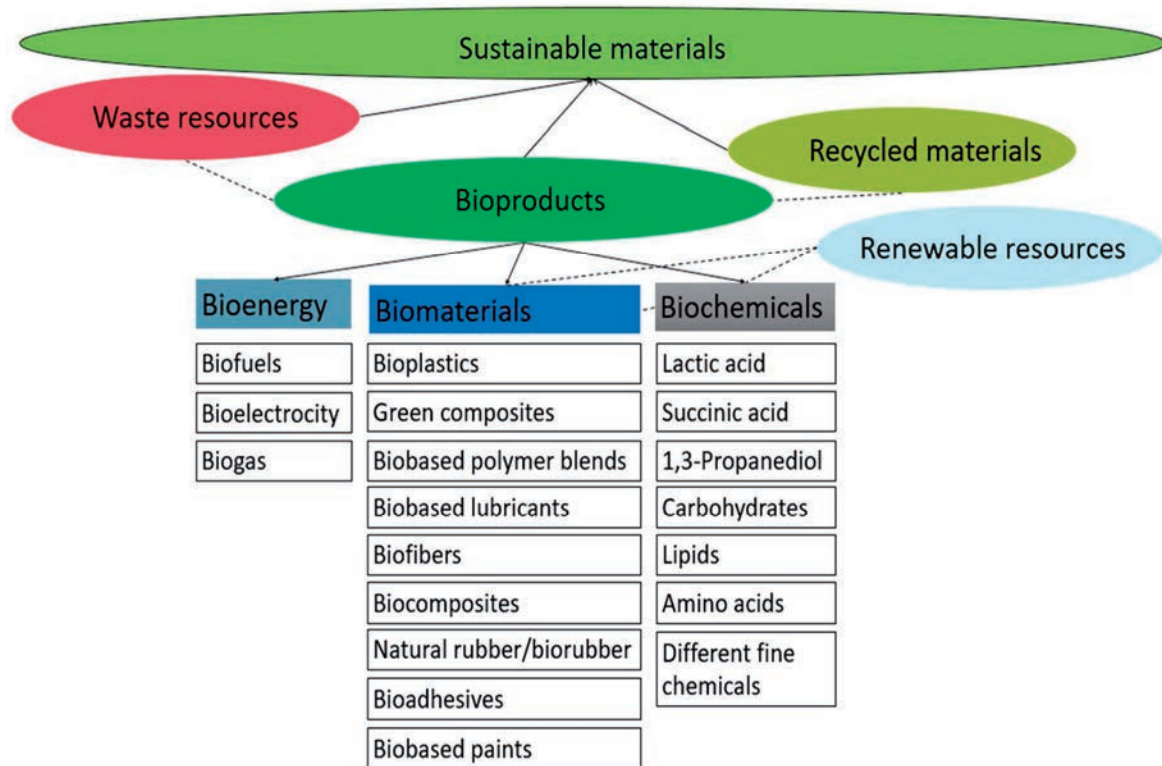 Sustainable materials
Waste resources
Recycled materials
Bioproducts
Renewable resources
Bioenergy
Biofuels
Bioelectrocity
Biogas
Biomaterials
Bioplastics
Green composites
Biobased polymer blends
Biobased lubricants
Biofibers
Biocomposites
Natural rubber/biorubber
Bioadhesives
Biobased paints
Biochemicals
Lactic acid
Succinic acid
1,3-Propanediol
Carbohydrates
Lipids
Amino acids
Different fine
chemicals